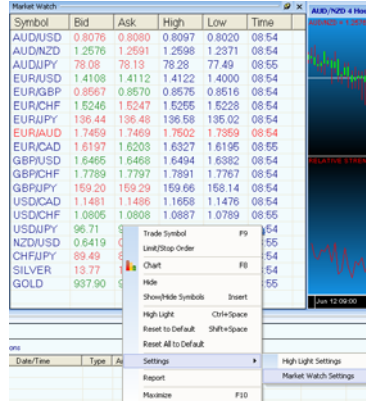 Market Watch
AUD/NZD 4 Hou
Symbol Bid Ask High Low Time
AUD/USD 0.8076 0.8080 0.8097 0.8020 08:54
AUD/NZD 1.2576 1.2591 1.2598 1.2371 08:54
AUD/JPY 78.08 78.13 78.28 77.49 08:55
EUR/USD 1.4108 1.4112 1.4122 1.4000 08:54
EUR/GBP 0.8567 0.8570 0.8575 0.8516 08:54
EUR/CHF 1.5246 1.5247 1.5255 1.5228 08:54
EUR/JPY 136.44 136.48 136.58 135.02 08:54
EUR/AUD 1.7459 1.7469 1.7502 1.7359 08:54
EUR/CAD 1.6197 1.6203 1.6327 1.6195 08:55
GBP/USD 1.6465 1.6468 1.6494 1.6382 08:54
GBP/CHF 1.7789 1.7797 1.7891 1.7767 08:54
GBP/JPY 159.20 159.29 159.66 158.14 08:54
USD/CAD 1.1481 1.1486 1.1658 1.1476 08:54
USD/CHF 1.0805 1.0808 1.0887 1.0789 08:55
USD/JPY 96.71
NZD/USD 0.6419
CHF/JPY 89.49
SILVER 13.77
GOLD 937.90
RELATIVE STREN
Jun 12 09:00
Trade Symbol F9
Limit/Stop Order
Chart F8
Hide
Show/Hide Symbols Insert
High Light Ctrl+Space
Reset to Default Shift+Space
Reset All to Default
Settings
Report
Maximize F10
High Light Settings
Market Watch Settings
Date/Time Type